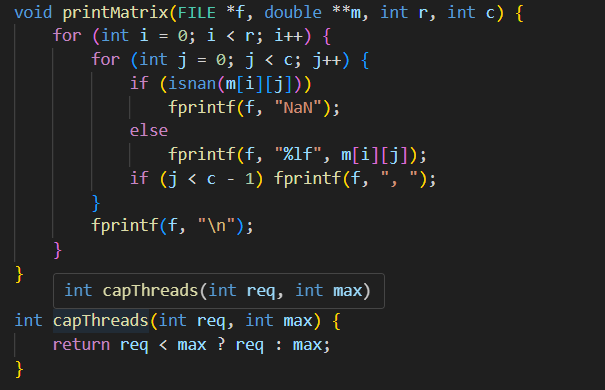 void printMatrix(FILE *f, double **m, int r, int c) {
    for (int i = 0; i < r; i++) {
        for (int j = 0; j < c; j++) {
            if (isnan(m[i][j]))
                fprintf(f, "NaN");
            else
                fprintf(f, "%lf", m[i][j]);
            if (j < c - 1) fprintf(f, ", ");
        }
        fprintf(f, "\n");
    }
}
int capThreads(int req, int max)
int capThreads(int req, int max) {
    return req < max ? req : max;
}